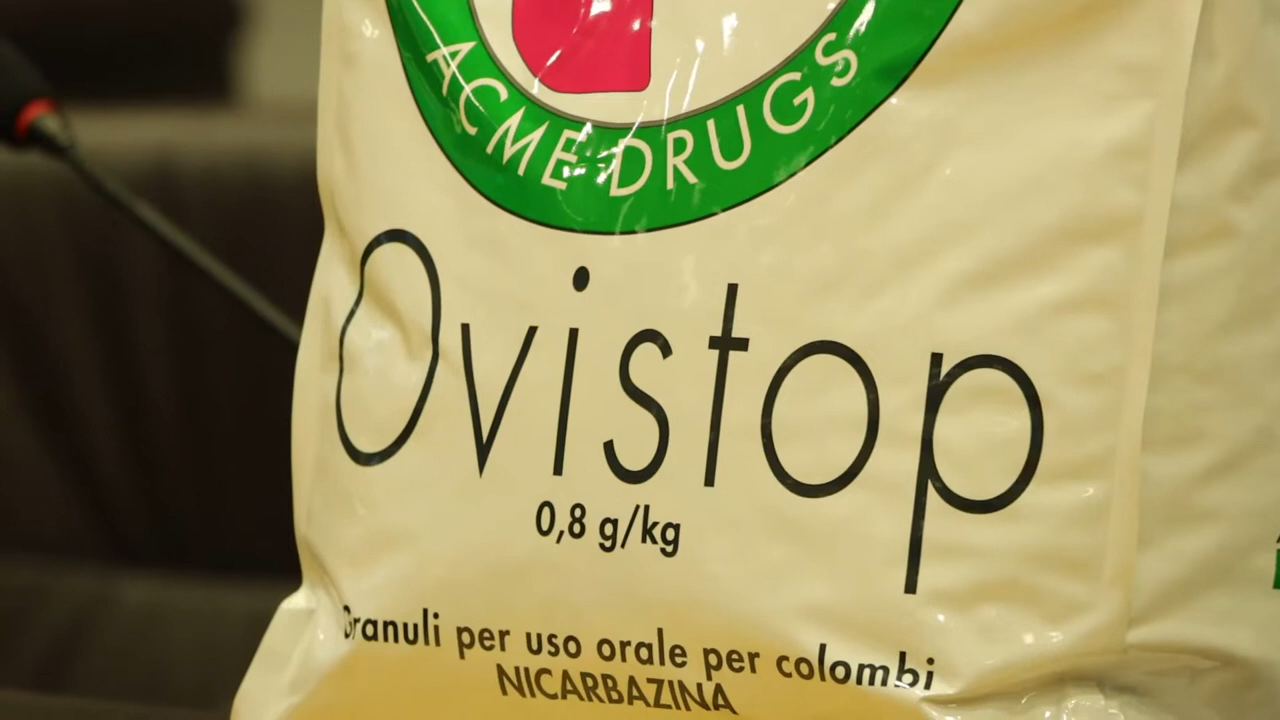 ACME DRUGS
Ovistop
0,8 g/kg
Granuli per uso orale per colombi
NICARBAZINA